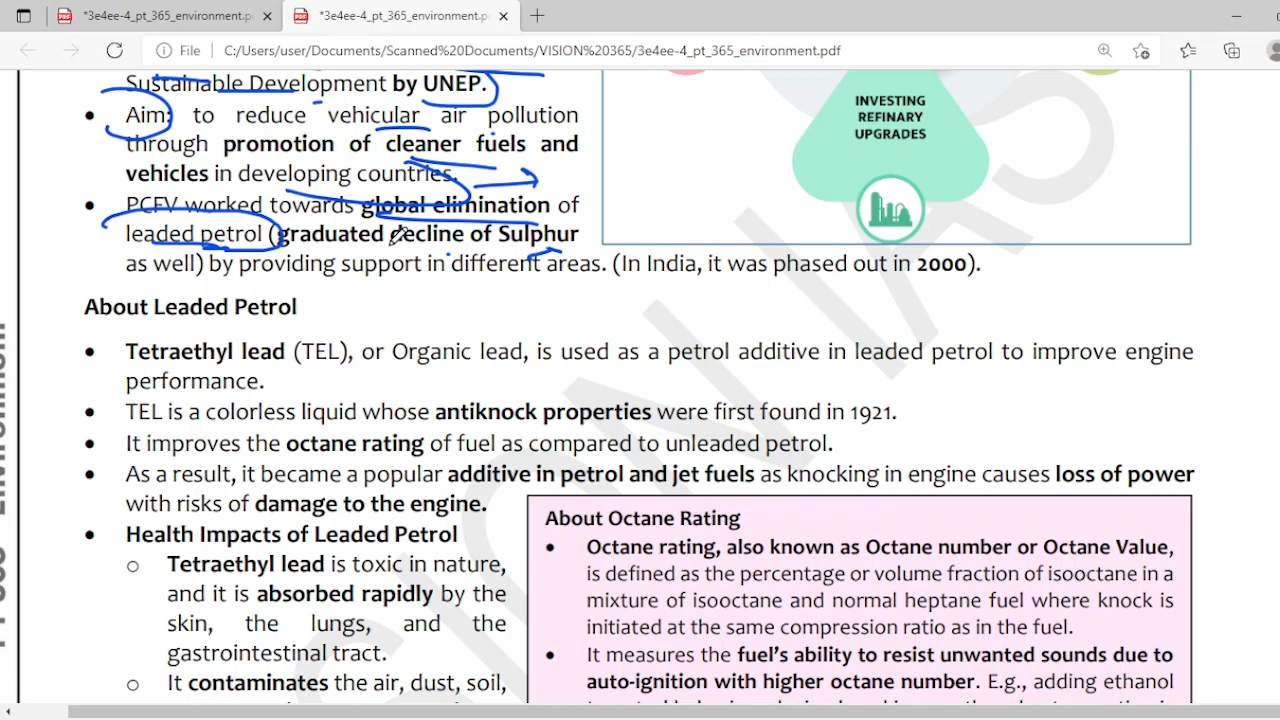 *3e4ee-4_pt_365_environment.p
*3e4ee-4_pt_365_environment.p
File
C:/Users/user/Documents/Scanned%20Documents/VISION%20365/3e4ee-4_pt_365_environment.pdf
Sustainable Development by UNEP.
• Aim: to reduce vehicular air pollution
through promotion of cleaner fuels and
vehicles in developing countries.
• PCFV worked towards global elimination of
leaded petrol (graduated decline of Sulphur
as well) by providing support in different areas. (In India, it was phased out in 2000).
INVESTING
REFINARY
UPGRADES
About Leaded Petrol
• Tetraethyl lead (TEL), or Organic lead, is used as a petrol additive in leaded petrol to improve engine
performance.
• TEL is a colorless liquid whose antiknock properties were first found in 1921.
• It improves the octane rating of fuel as compared to unleaded petrol.
• As a result, it became a popular additive in petrol and jet fuels as knocking in engine causes loss of power
with risks of damage to the engine.
• Health Impacts of Leaded Petrol
o Tetraethyl lead is toxic in nature,
and it is absorbed rapidly by the
skin, the lungs, and the
gastrointestinal tract.
o It contaminates the air, dust, soil,
About Octane Rating
• Octane rating, also known as Octane number or Octane Value,
is defined as the percentage or volume fraction of isooctane in a
mixture of isooctane and normal heptane fuel where knock is
initiated at the same compression ratio as in the fuel.
• It measures the fuel's ability to resist unwanted sounds due to
auto-ignition with higher octane number. E.g., adding ethanol